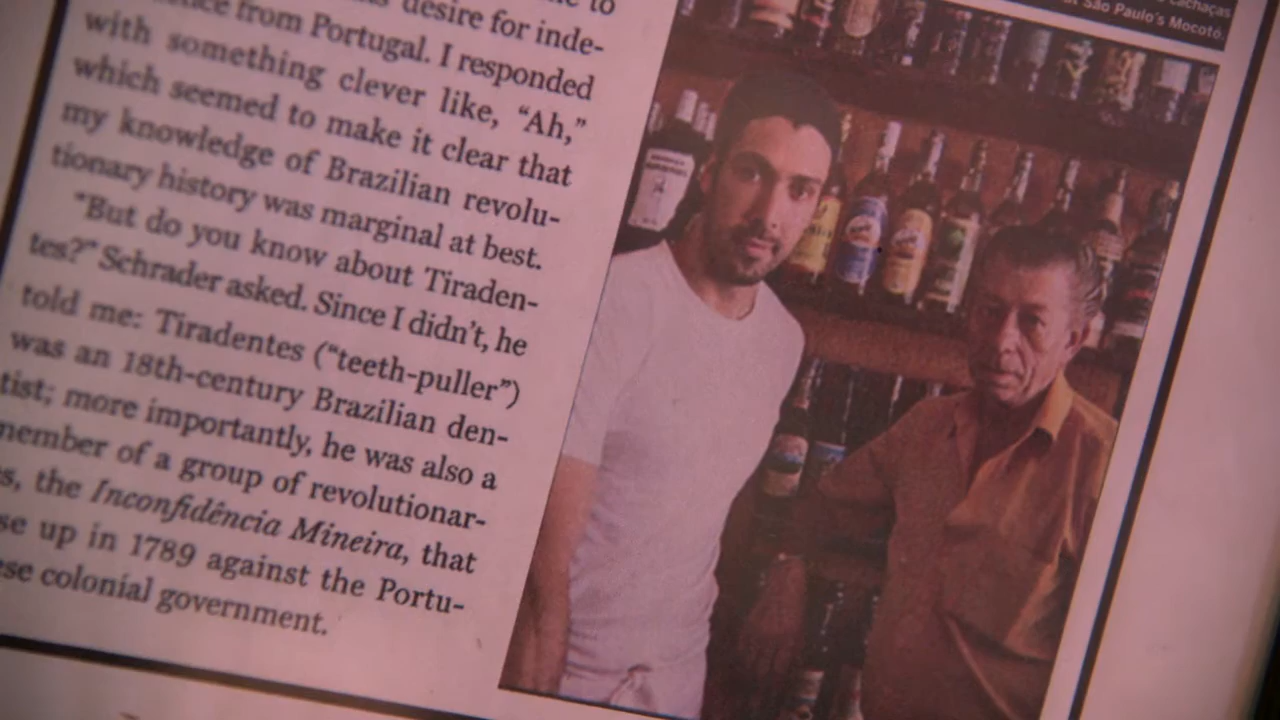 to
desire for inde-
from Portugal. I responded
with something clever like, “Ah,”
which seemed to make it clear that
my knowledge of Brazilian revolu-
tionary history was marginal at best.
“But do you know about Tiraden-
tes?” Schrader asked. Since I didn’t, he
told me: Tiradentes (“teeth-puller”)
was an 18th-century Brazilian den-
tist; more importantly, he was also a
member of a group of revolutionar-
s, the Inconfidência Mineira, that
se up in 1789 against the Portu-
ese colonial government.
cachaças
at São Paulo’s Mocotó.